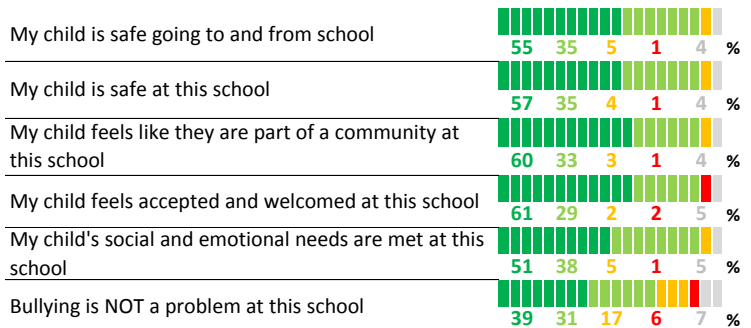 My child is safe going to and from school
55 35 5 1 4 %
My child is safe at this school
57 35 4 1 4 %
My child feels like they are part of a community at
this school
60 33 3 1 4 %
My child feels accepted and welcomed at this school
61 29 2 2 5 %
My child's social and emotional needs are met at this
school
51 38 5 1 5 %
Bullying is NOT a problem at this school
39 31 17 6 7 %